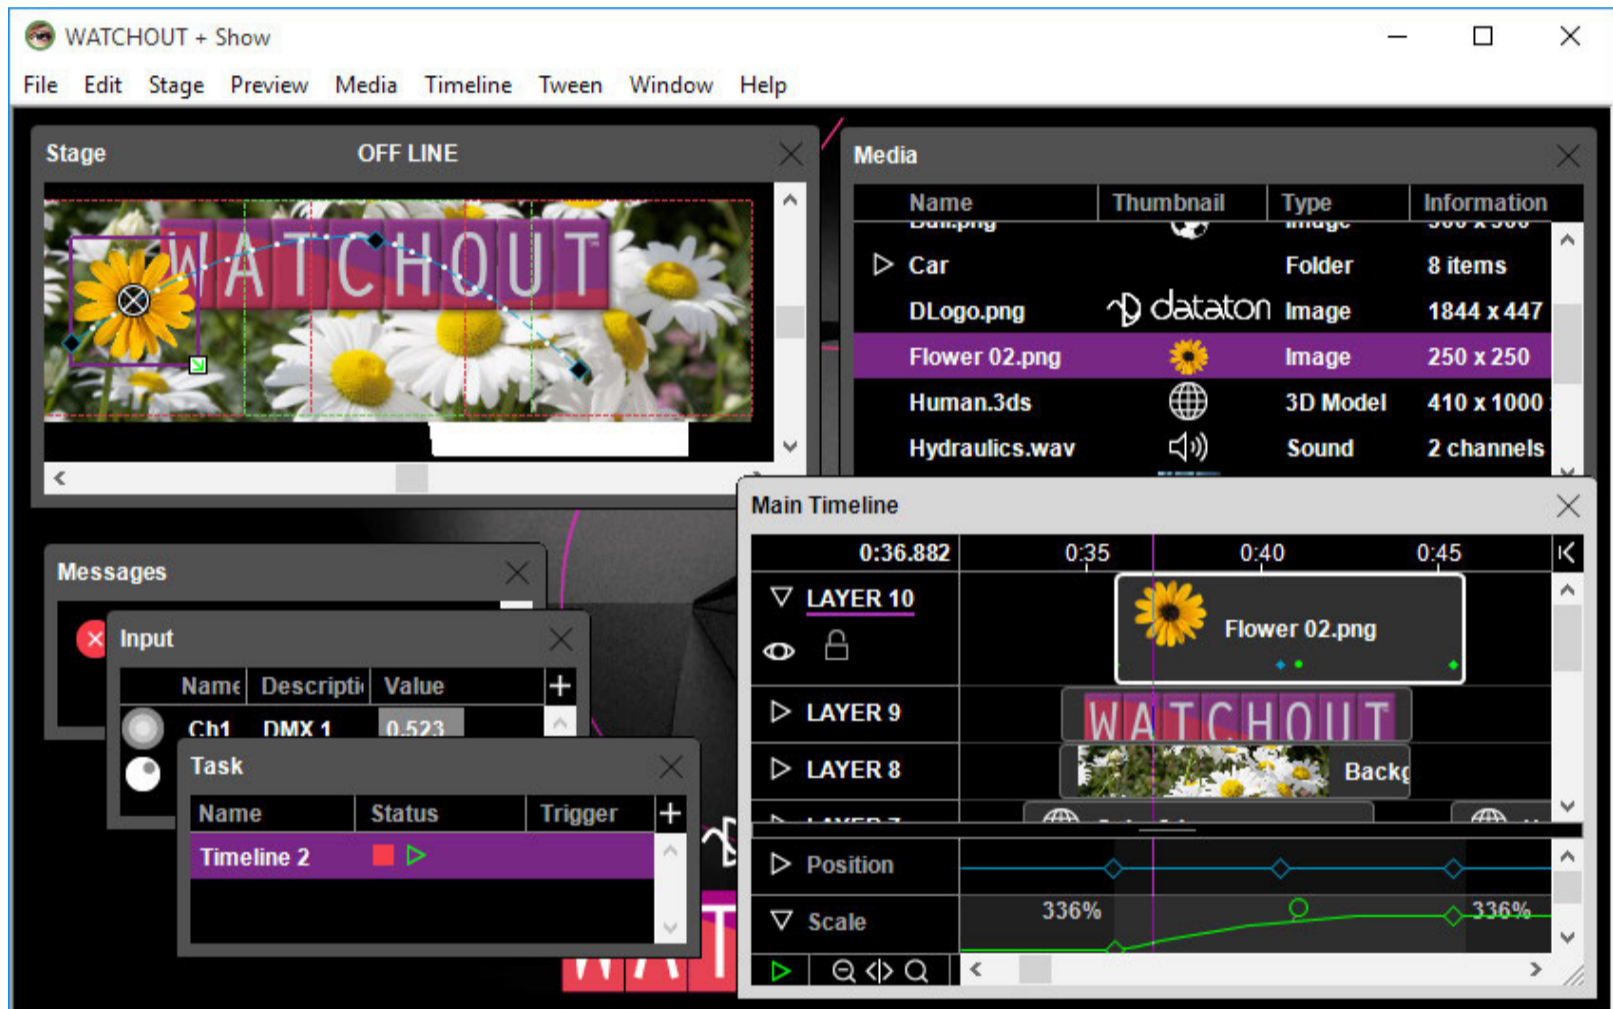 WATCHOUT + Show
File Edit Stage Preview Media Timeline Tween Window Help
Stage OFF LINE
WATCHOUT
Media
Name Thumbnail Type Information
Car Folder 8 items
DLogo.png dataton Image 1844 x 447
Flower 02.png Image 250 x 250
Human.3ds 3D Model 410 x 1000
Hydraulics.wav Sound 2 channels
Messages
Input
Name Descripti Value
Ch1 DMX 1 0.523
Task
Name Status Trigger
Timeline 2
Main Timeline
0:36.882 0:35 0:40 0:45
LAYER 10
Flower 02.png
LAYER 9 WATCHOUT
LAYER 8 Backg
Position
336% 336%
Scale
WAT